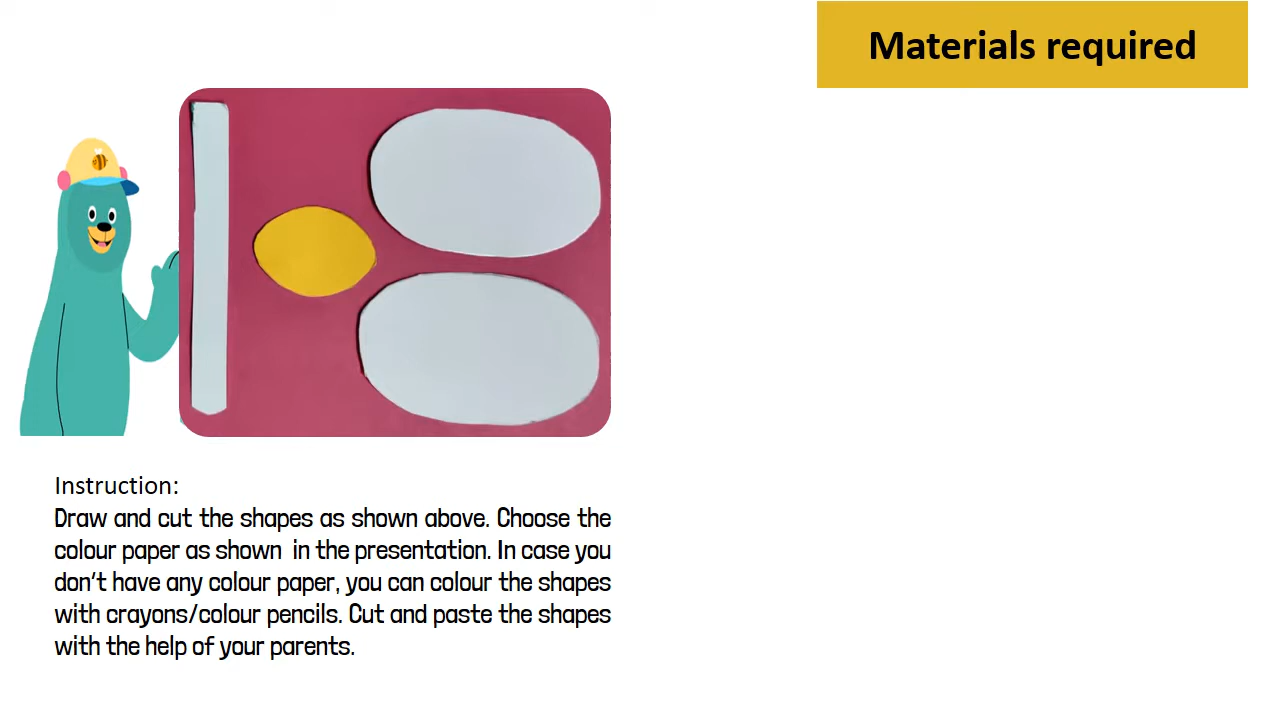 Materials required
Instruction:
Draw and cut the shapes as shown above. Choose the
colour paper as shown  in the presentation. In case you
don't have any colour paper, you can colour the shapes
with crayons/colour pencils. Cut and paste the shapes
with the help of your parents.